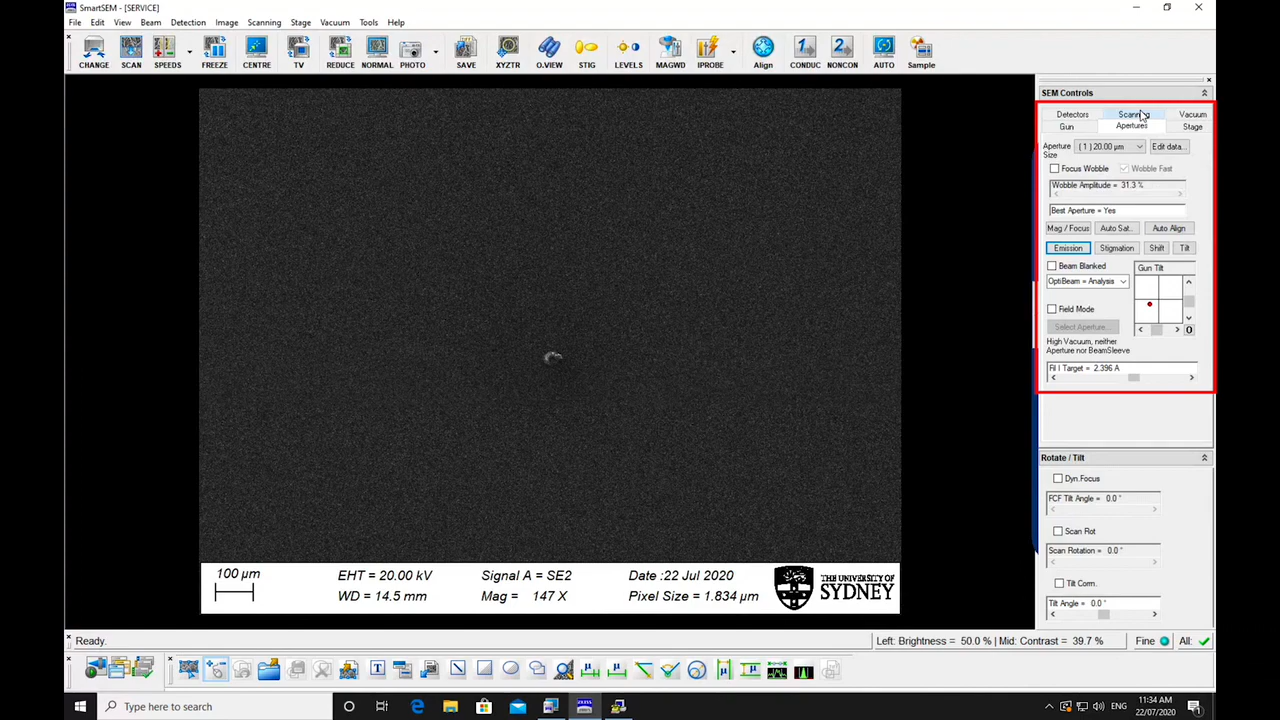 SmartSEM - [SERVICE]
File Edit View Beam Detection Image Scanning Stage Vacuum Tools Help
CHANGE SCAN SPEEDS FREEZE CENTRE TV REDUCE NORMAL PHOTO SAVE XYZTR O.VIEW STIG LEVELS MAGWD IPROBE Align CONDUC NONCON AUTO Sample
SEM Controls
Detectors Scanning Vacuum
Gun Apertures Stage
Aperture Size [ 1 ] 20.00 µm Edit data...
Focus Wobble Wobble Fast
Wobble Amplitude = 31.3 %
Best Aperture = Yes
Mag / Focus Auto Sat.. Auto Align
Emission Stigmation Shift Tilt
Beam Blanked Gun Tilt
OptiBeam = Analysis
Field Mode
Select Aperture...
0
High Vacuum, neither
Aperture nor BeamSleeve
Fil I Target = 2.396 A
Rotate / Tilt
Dyn.Focus
FCF Tilt Angle = 0.0 °
Scan Rot
Scan Rotation = 0.0 °
Tilt Corrn.
Tilt Angle = 0.0 °
100 µm EHT = 20.00 kV Signal A = SE2 Date :22 Jul 2020 THE UNIVERSITY OF
WD = 14.5 mm Mag = 147 X Pixel Size = 1.834 µm SYDNEY
Ready. Left: Brightness = 50.0 % | Mid: Contrast = 39.7 % Fine All:
Type here to search ENG 11:34 AM
22/07/2020